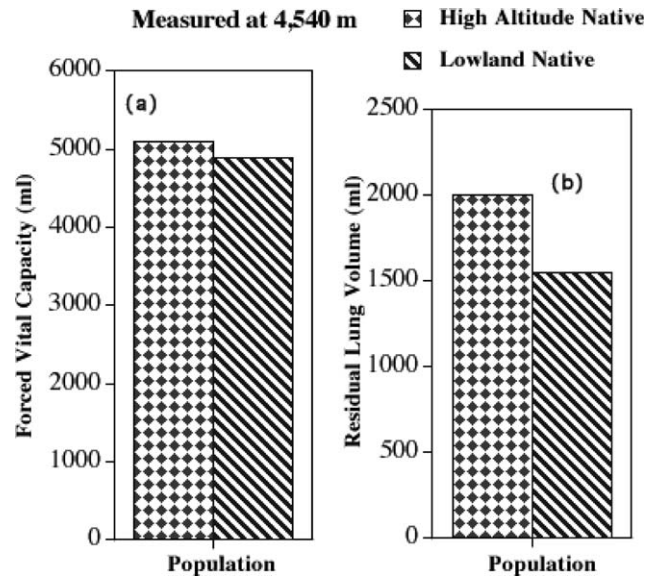 Measured at 4,540 m
High Altitude Native
Lowland Native
(a)
Forced Vital Capacity (ml)
6000
5000
4000
3000
2000
1000
0
Population
(b)
Residual Lung Volume (ml)
2500
2000
1500
1000
500
0
Population